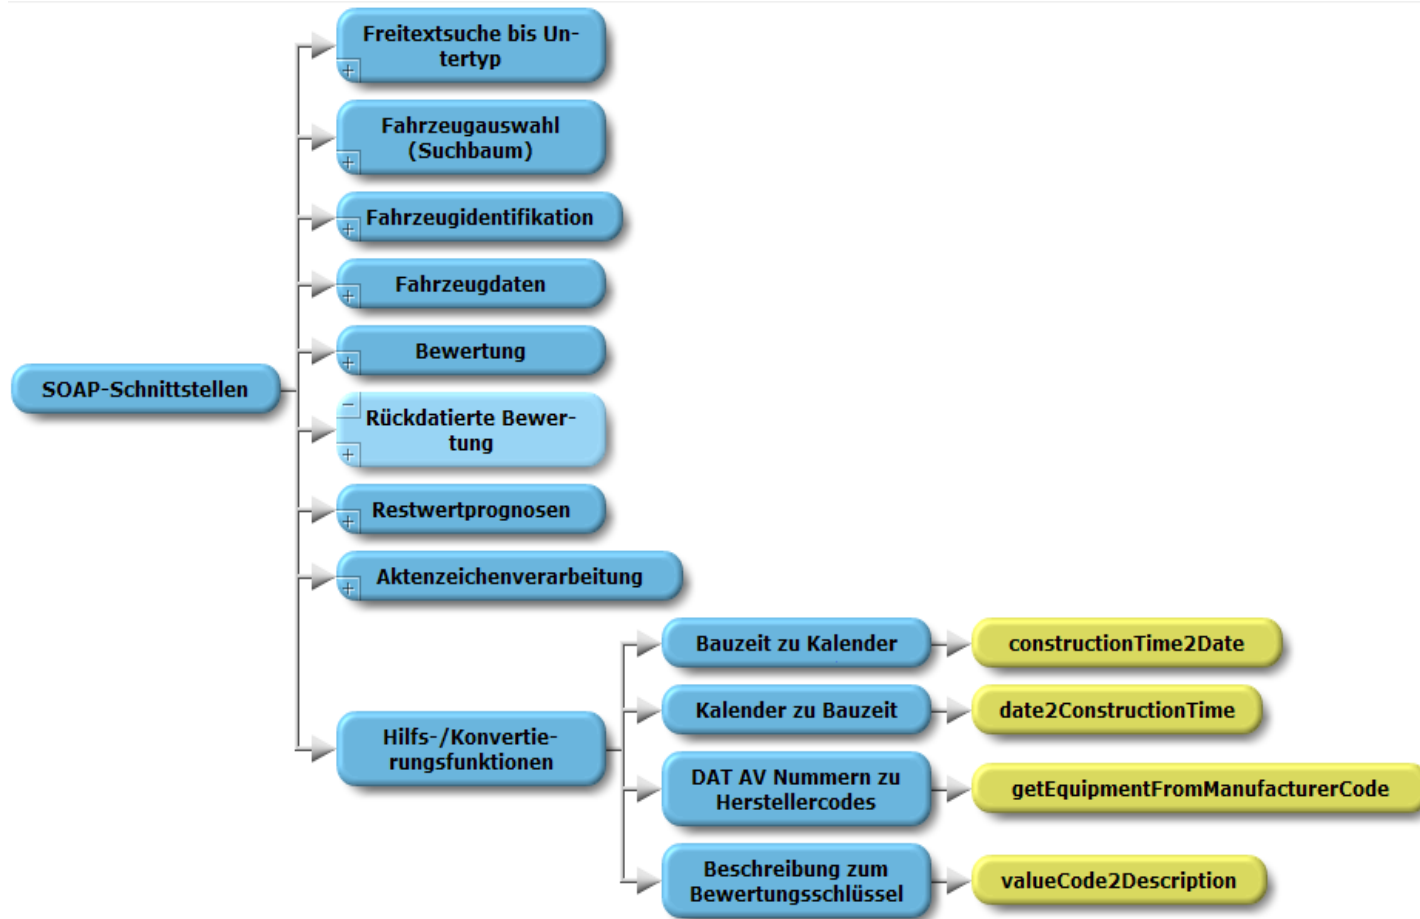 Freitextsuche bis Un-
tertyp
Fahrzeugauswahl
(Suchbaum)
Fahrzeugidentifikation
Fahrzeugdaten
Bewertung
SOAP-Schnittstellen
Rückdatierte Bewer-
tung
Restwertprognosen
Aktenzeichenverarbeitung
Hilfs-/Konvertie-
rungsfunktionen
Bauzeit zu Kalender
constructionTime2Date
Kalender zu Bauzeit
date2ConstructionTime
DAT AV Nummern zu
Herstellercodes
getEquipmentFromManufacturerCode
Beschreibung zum
Bewertungsschlüssel
valueCode2Description